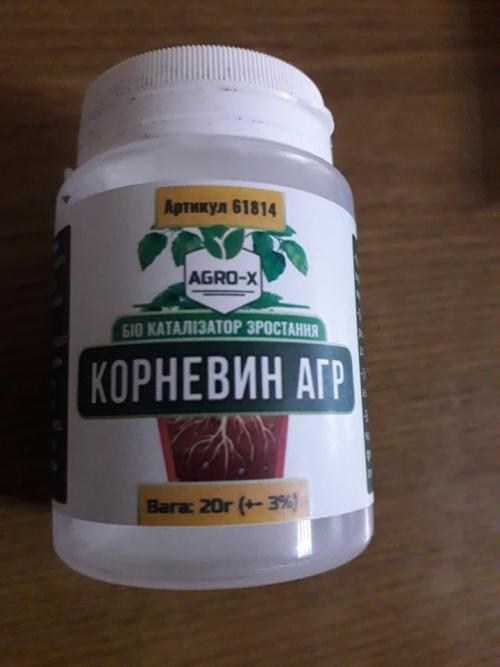 Артикул 61814
AGRO-X
БІО КАТАЛІЗАТОР ЗРОСТАННЯ
КОРНЕВИН АГР
Вага: 20г (+- 3%)